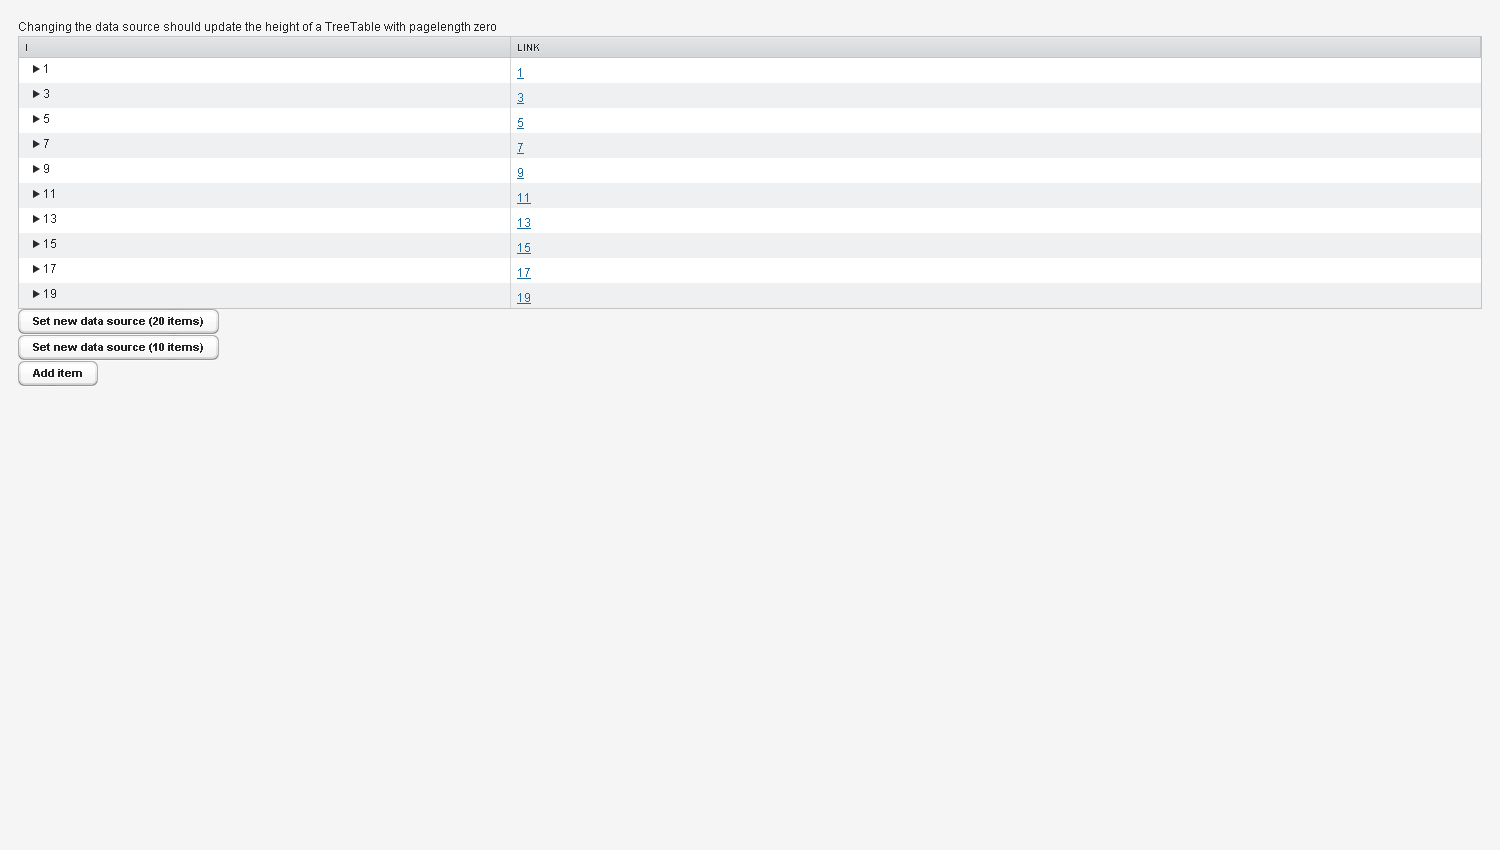 Changing the data source should update the height of a TreeTable with pagelength zero
I LINK
1 1
3 3
5 5
7 7
9 9
11 11
13 13
15 15
17 17
19 19
Set new data source (20 items)
Set new data source (10 items)
Add item